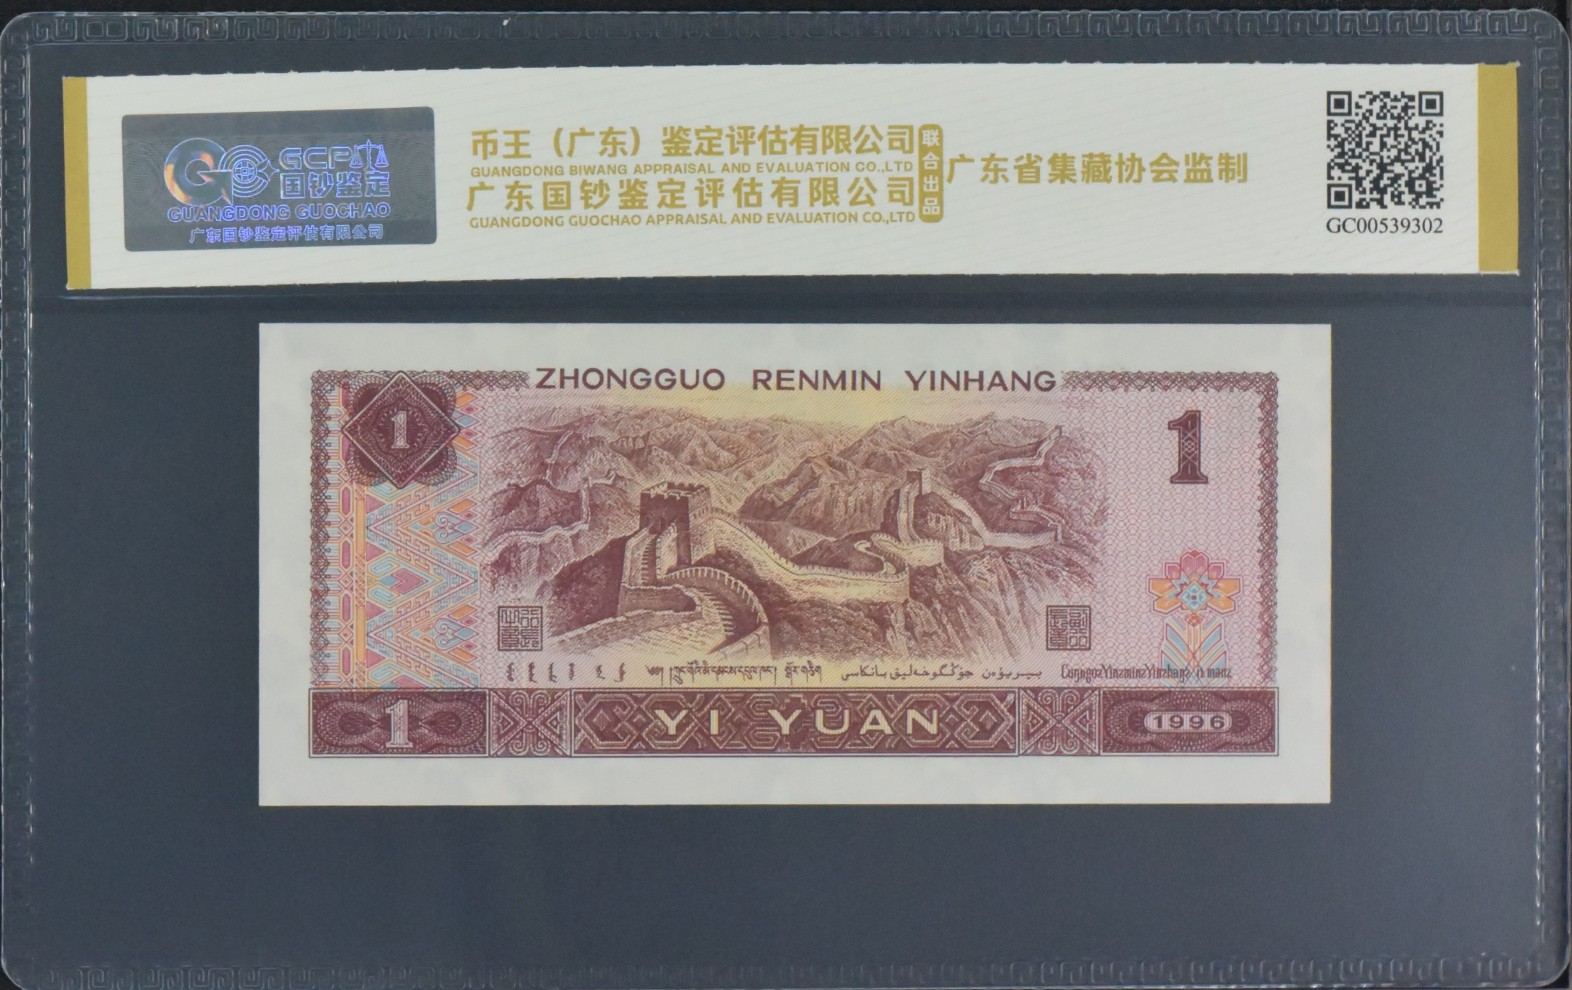 GCP
国钞鉴定
GUANGDONG GUOCHAO
广东国钞鉴定评估有限公司
币王（广东）鉴定评估有限公司
GUANGDONG BIWANG APPRAISAL AND EVALUATION CO.,LTD
广东国钞鉴定评估有限公司
GUANGDONG GUOCHAO APPRAISAL AND EVALUATION CO.,LTD
联合出品
广东省集藏协会监制
GC00539302
ZHONGGUO RENMIN YINHANG
1
1
1
YI YUAN
1996